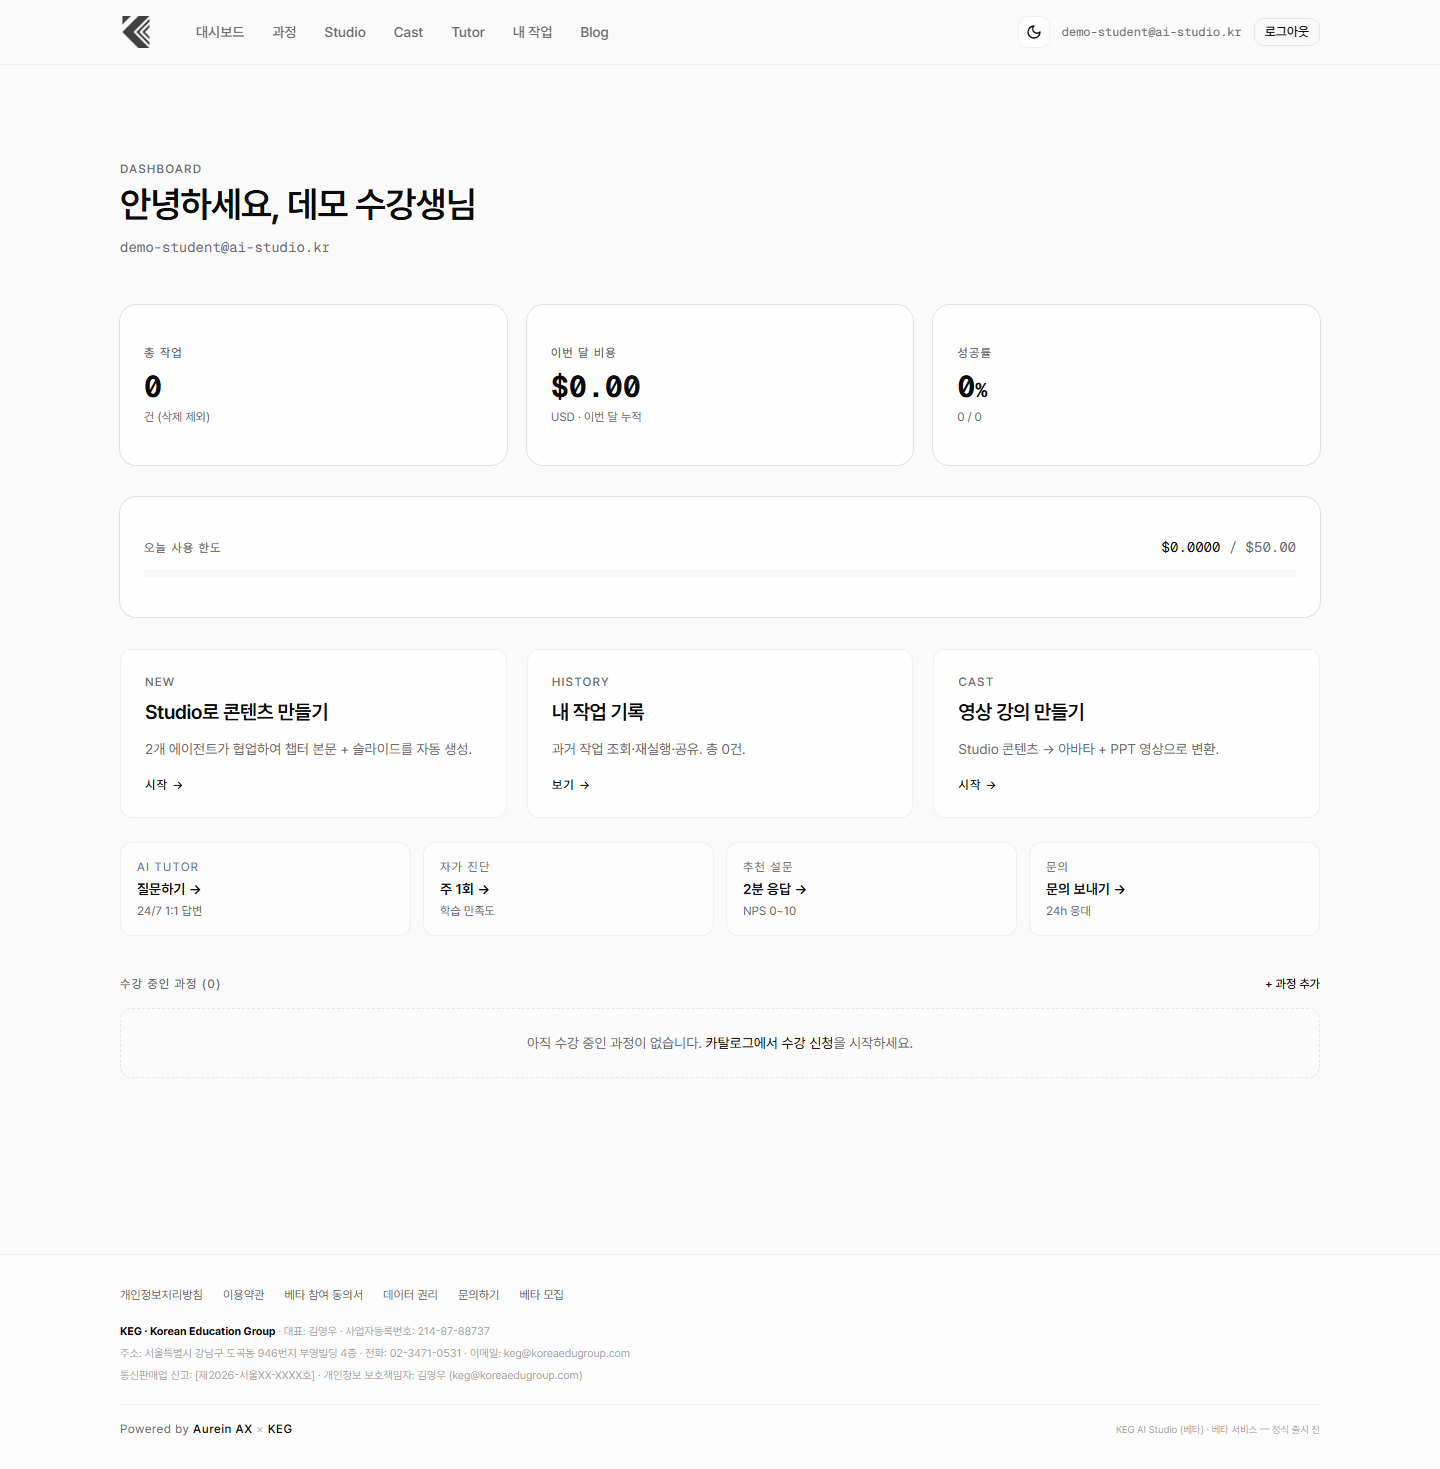 대시보드 과정 Studio Cast Tutor 내 작업 Blog demo-student@ai-studio.kr 로그아웃
DASHBOARD
안녕하세요, 데모 수강생님
demo-student@ai-studio.kr
총 작업
0
건 (삭제 제외)
이번 달 비용
$0.00
USD · 이번 달 누적
성공률
0%
0 / 0
오늘 사용 한도 $0.0000 / $50.00
NEW
Studio로 콘텐츠 만들기
2개 에이전트가 협업하여 챕터 본문 + 슬라이드를 자동 생성.
시작 →
HISTORY
내 작업 기록
과거 작업 조회·재실행·공유. 총 0건.
보기 →
CAST
영상 강의 만들기
Studio 콘텐츠 → 아바타 + PPT 영상으로 변환.
시작 →
AI TUTOR
질문하기 →
24/7 1:1 답변
자가 진단
주 1회 →
학습 만족도
추천 설문
2분 응답 →
NPS 0~10
문의
문의 보내기 →
24h 응대
수강 중인 과정 (0) + 과정 추가
아직 수강 중인 과정이 없습니다. 카탈로그에서 수강 신청을 시작하세요.
개인정보처리방침 이용약관 베타 참여 동의서 데이터 권리 문의하기 베타 모집
KEG · Korean Education Group · 대표: 김영우 · 사업자등록번호: 214-87-88737
주소: 서울특별시 강남구 도곡동 946번지 부영빌딩 4층 · 전화: 02-3471-0531 · 이메일: keg@koreaedugroup.com
통신판매업 신고: [제2026-서울XX-XXXX호] · 개인정보 보호책임자: 김영우 (keg@koreaedugroup.com)
Powered by Aurein AX × KEG
KEG AI Studio (베타) · 베타 서비스 — 정식 출시 전